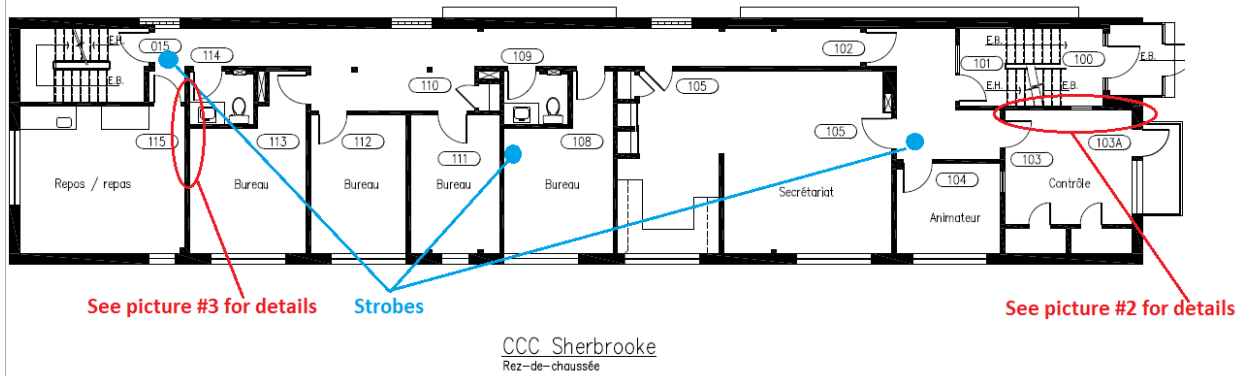 E.H.
015
E.B.
114
109
110
102
105
101
E.B.
E.H.
100
E.B.
115
113
112
111
108
105
103
103A
104
Repos / repas
Bureau
Bureau
Bureau
Bureau
Secrétariat
Animateur
Contrôle
See picture #3 for details
Strobes
See picture #2 for details
CCC Sherbrooke
Rez-de-chaussée